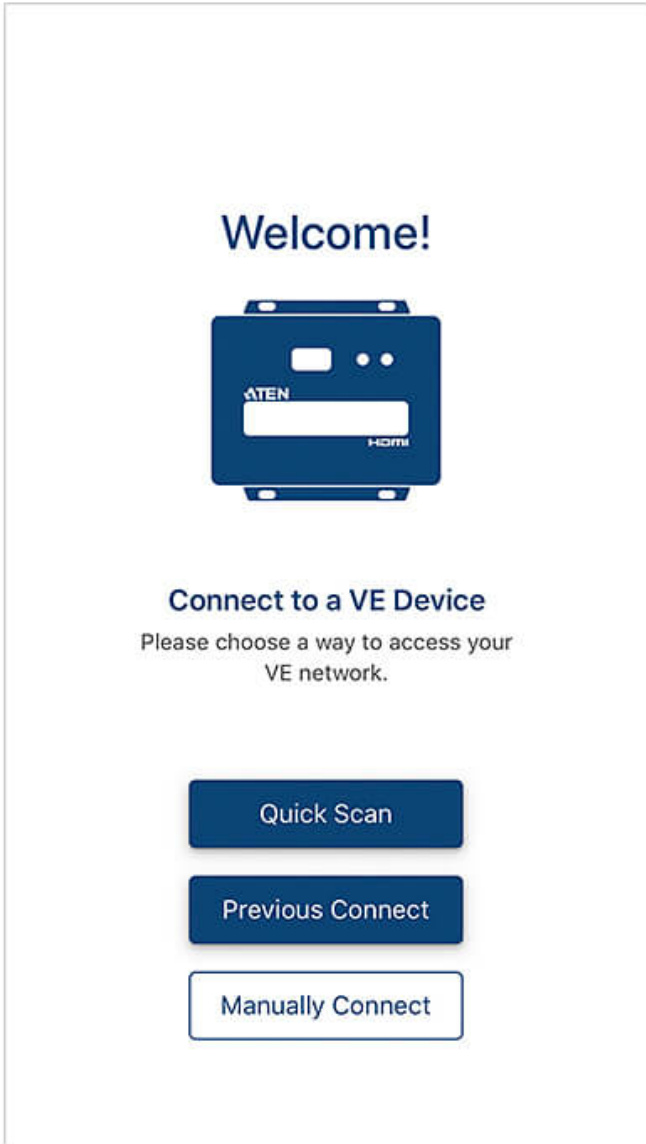 Welcome!
ATEN
HDMI
Connect to a VE Device
Please choose a way to access your
VE network.
Quick Scan
Previous Connect
Manually Connect